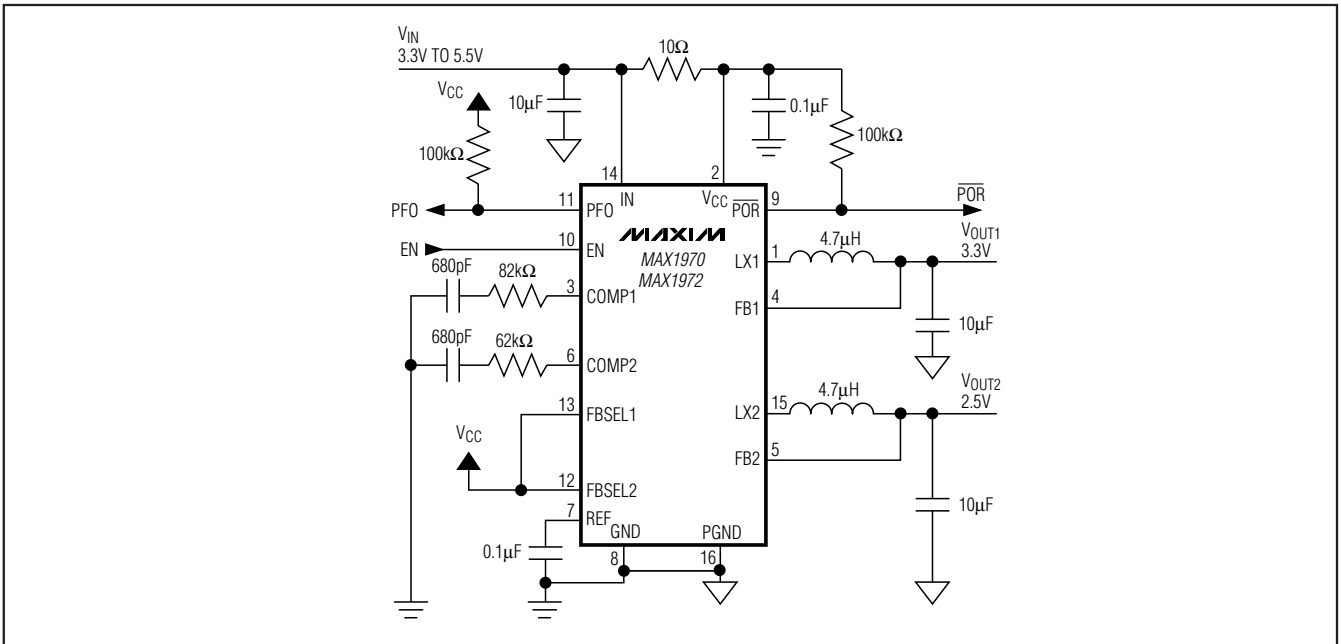 VIN
3.3V TO 5.5V
10Ω
VCC
10µF
0.1µF
100kΩ
100kΩ
14
2
IN
VCC
PFO
11
PFO
POR
9
POR
EN
10
EN
MAXIM
MAX1970
MAX1972
LX1
1
4.7µH
VOUT1
3.3V
680pF
82kΩ
3
COMP1
FB1
4
10µF
680pF
62kΩ
6
COMP2
13
FBSEL1
LX2
15
4.7µH
VOUT2
2.5V
VCC
FB2
5
12
FBSEL2
10µF
7
REF
GND
PGND
0.1µF
8
16